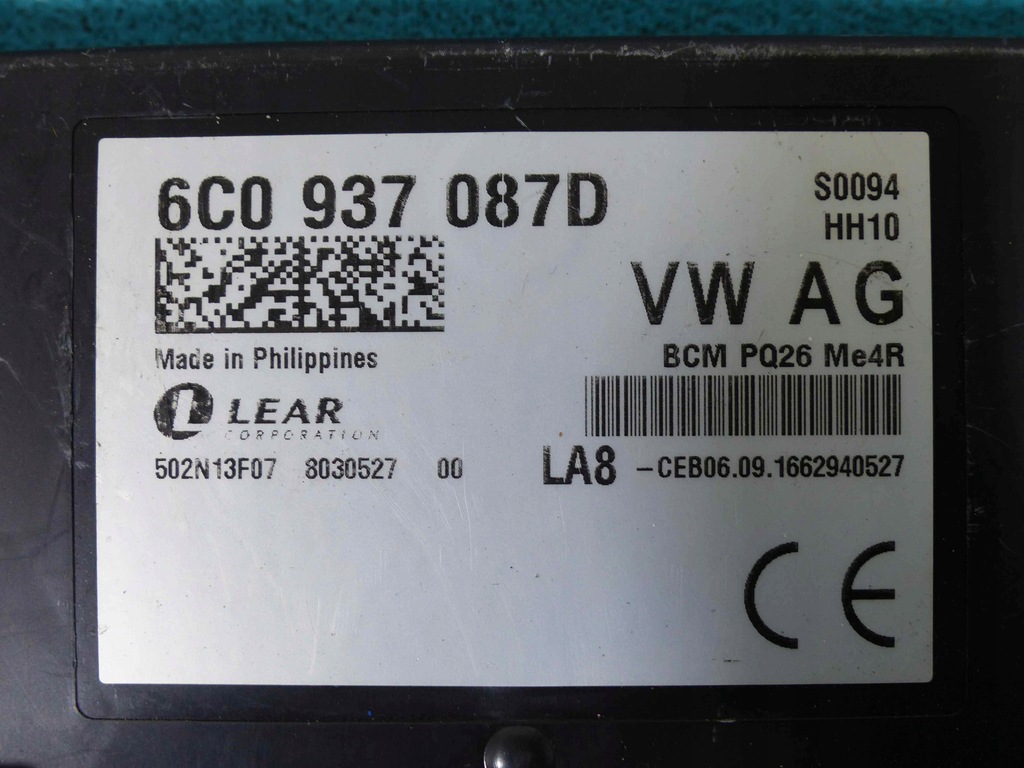 6C0 937 087D
S0094
HH10
VW AG
Made in Philippines
BCM PQ26 Me4R
LEAR
CORPORATION
502N13F07 8030527 00
LA8 -CEB06.09.1662940527
CE